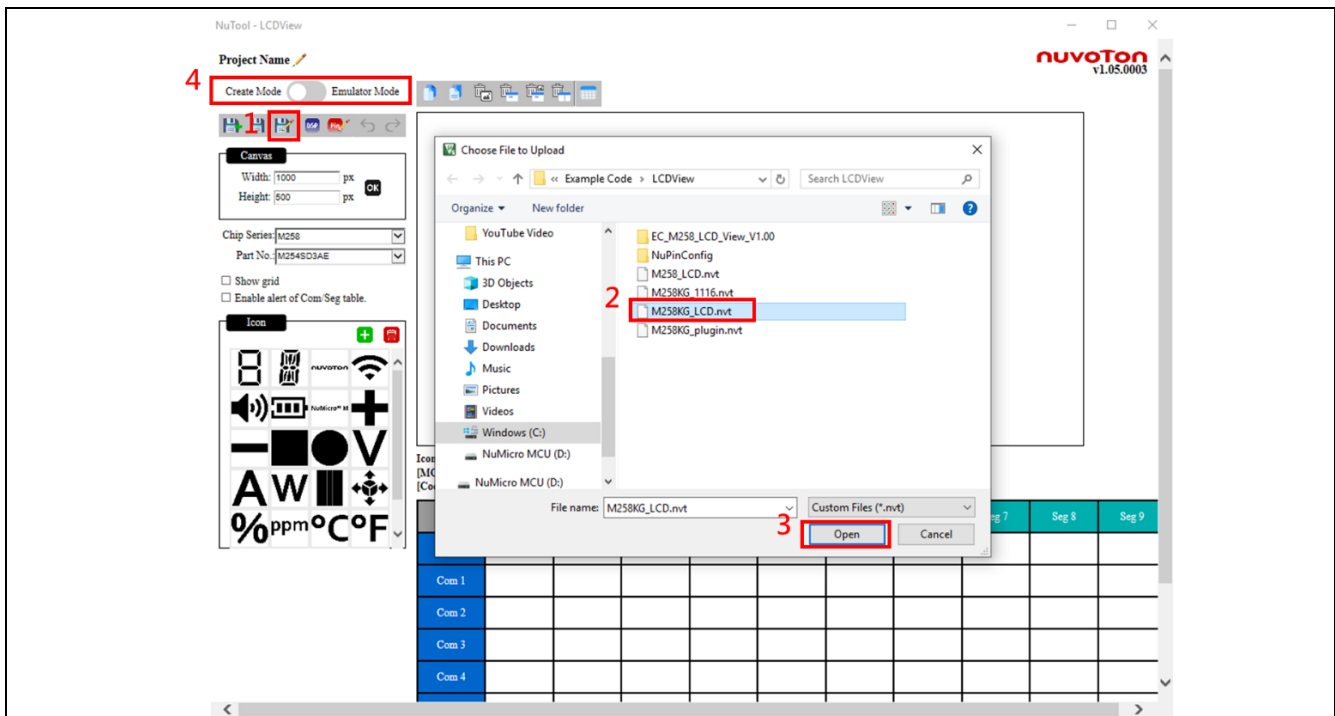 NuTool - LCDView
Project Name
nuvoTon
v1.05.0003
4
Create Mode Emulator Mode
1
Canvas
Width: 1000 px
Height: 500 px
OK
Chip Series: M258
Part No.: M254SD3AE
Show grid
Enable alert of Com/Seg table.
Icon
nuvoton
NuMicro® M
V
A W
% ppm °C °F
Choose File to Upload
« Example Code › LCDView
Search LCDView
Organize New folder
YouTube Video
This PC
3D Objects
Desktop
Documents
Downloads
Music
Pictures
Videos
Windows (C:)
NuMicro MCU (D:)
NuMicro MCU (D:)
EC_M258_LCD_View_V1.00
NuPinConfig
M258_LCD.nvt
M258KG_1116.nvt
2
M258KG_LCD.nvt
M258KG_plugin.nvt
File name: M258KG_LCD.nvt
Custom Files (*.nvt)
3
Open Cancel
Icon
[MC
[Co
eg 7 Seg 8 Seg 9
Com 1
Com 2
Com 3
Com 4